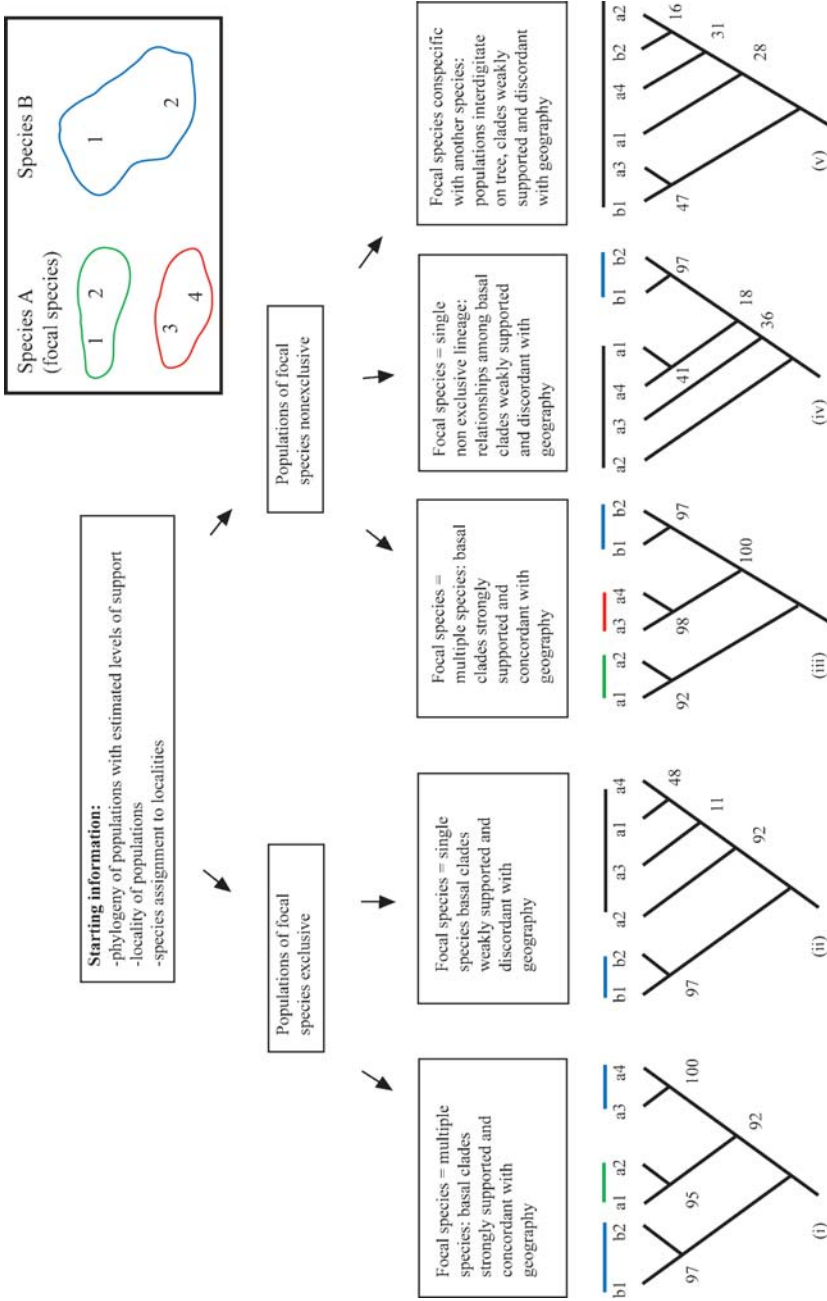 Species A
(focal species)
Species B
1
2
3
4
1
2
Starting information:
-phylogeny of populations with estimated levels of support
-locality of populations
-species assignment to localities
Populations of focal
species exclusive
Populations of focal
species nonexclusive
Focal species = multiple
species: basal clades
strongly supported and
concordant with
geography
Focal species = single
species basal clades
weakly supported and
discordant with
geography
Focal species =
multiple species: basal
clades strongly
supported and
concordant with
geography
Focal species = single
non exclusive lineage:
relationships among basal
clades weakly supported
and discordant with
geography
Focal species conspecific
with another species:
populations interdigitate
on tree, clades weakly
supported and discordant
with geography
b1 b2 a1 a2 a3 a4
97
95
100
92
(i)
b1 b2 a2 a3 a1 a4
97
48
11
92
(ii)
a1 a2 a3 a4 b1 b2
92
98
97
100
(iii)
a2 a3 a4 a1 b1 b2
41
97
18
36
(iv)
b1 a3 a1 a4 b2 a2
47
16
31
28
(v)